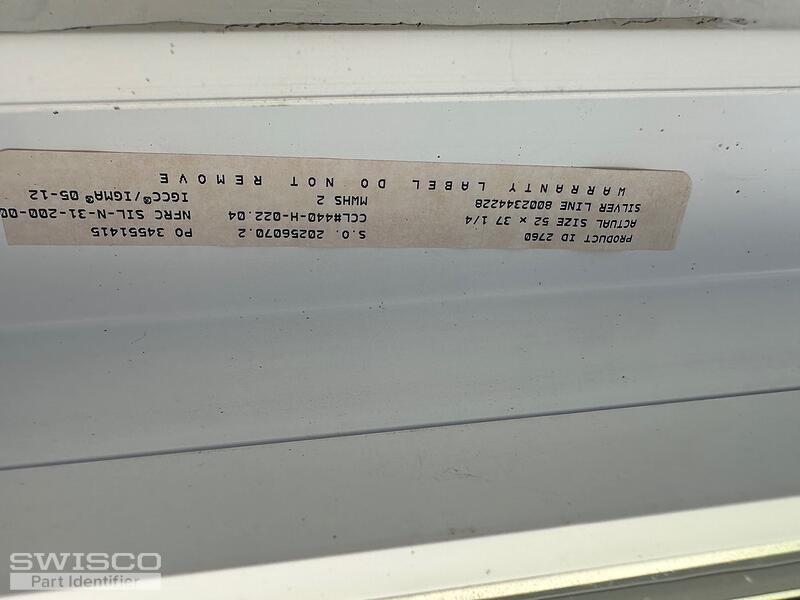 PRODUCT ID 2760 S.O. 20256070.2 PO 34551415
ACTUAL SIZE 52 x 37 1/4 CCL#440-H-022.04 NFRC SIL-N-31-200-00
SILVER LINE 8002344228 MWHS 2 IGCC®/IGMA® 05-12
WARRANTY LABEL DO NOT REMOVE
SWISCO
Part Identifier